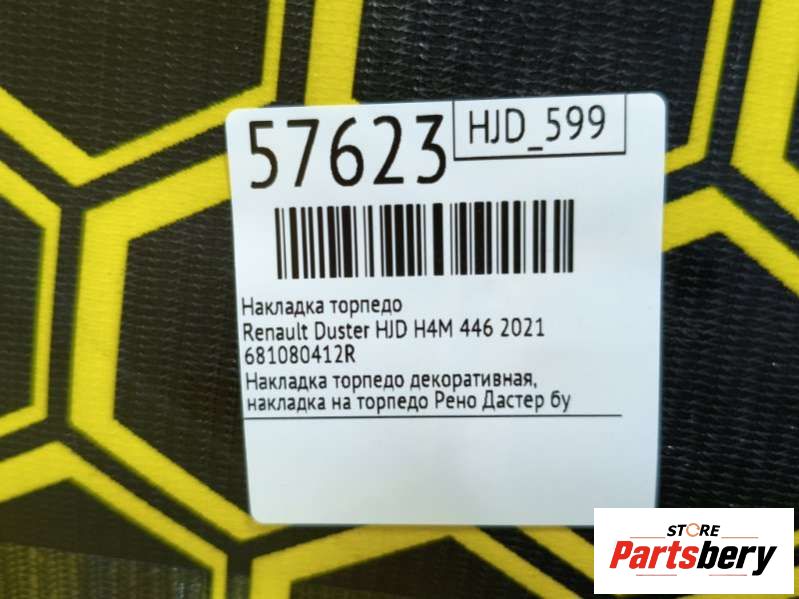 57623
HJD_599
Накладка торпедо
Renault Duster HJD H4M 446 2021
681080412R
Накладка торпедо декоративная,
накладка на торпедо Рено Дастер бу
STORE
Partsbery